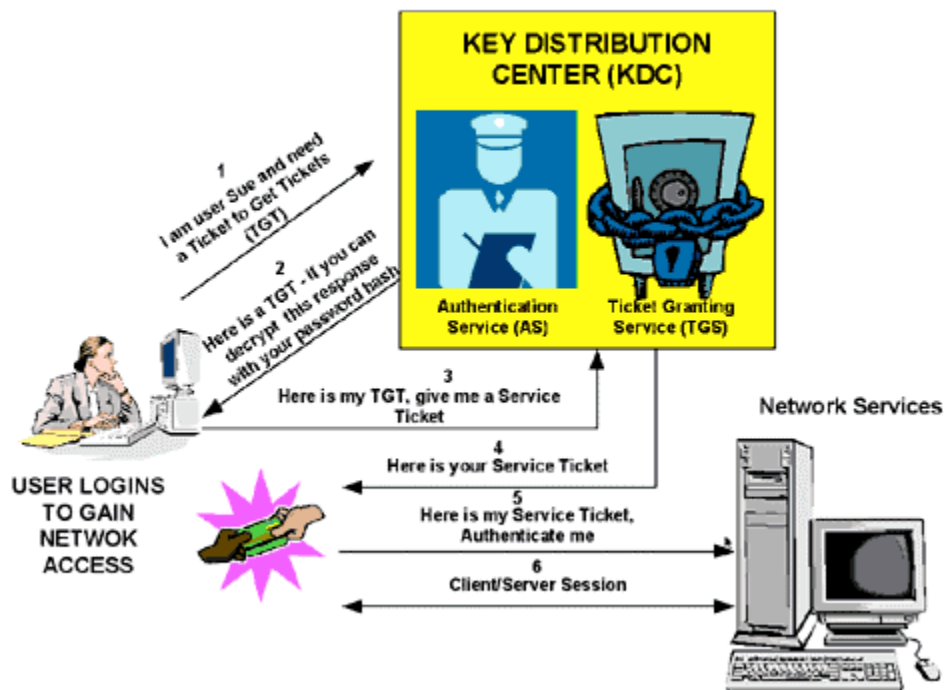 KEY DISTRIBUTION
CENTER (KDC)
Authentication
Service (AS)
Ticket Granting
Service (TGS)
1
I am user Sue and need
a Ticket to Get Tickets
(TGT)
2
Here is a TGT - if you can
decrypt this response
with your password hash
3
Here is my TGT, give me a Service
Ticket
4
Here is your Service Ticket
5
Here is my Service Ticket,
Authenticate me
6
Client/Server Session
USER LOGINS
TO GAIN
NETWOK
ACCESS
Network Services